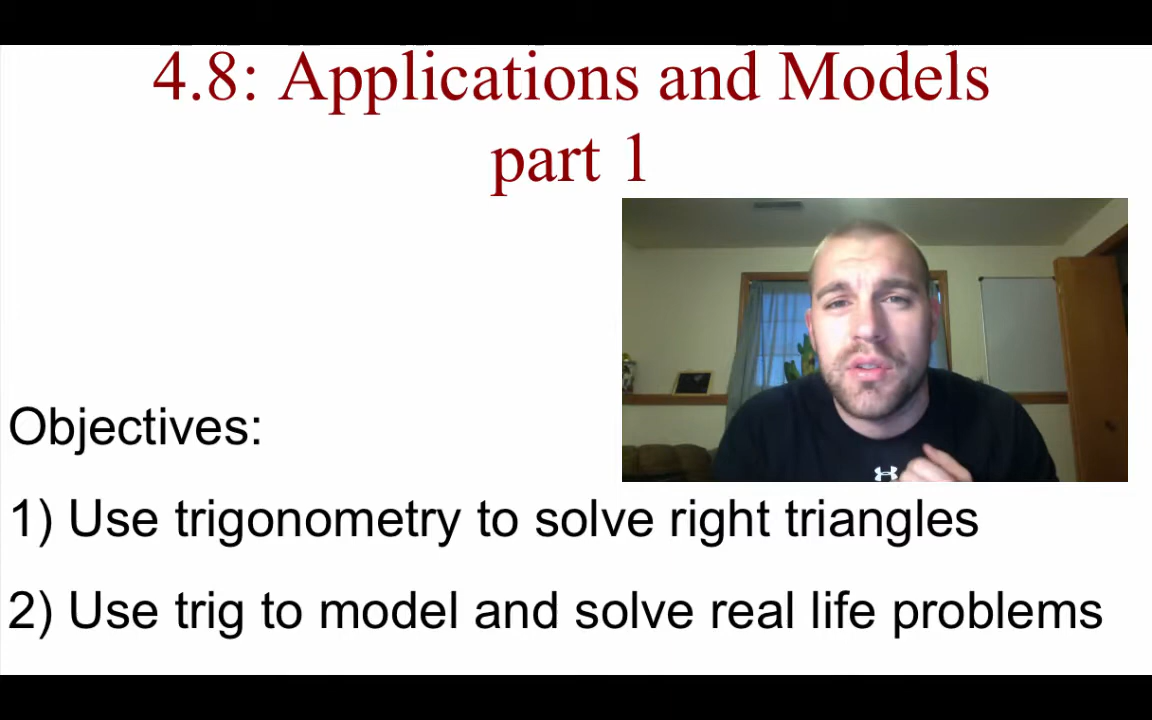 4.8: Applications and Models
part 1
Objectives:
1) Use trigonometry to solve right triangles
2) Use trig to model and solve real life problems